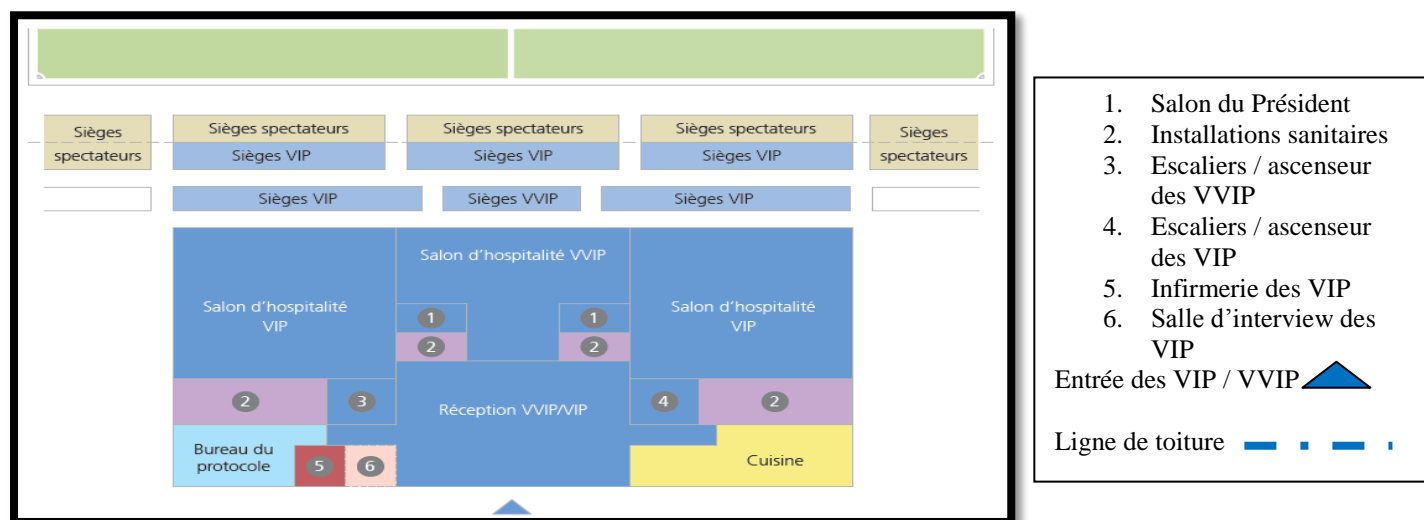 Sièges
spectateurs
Sièges spectateurs
Sièges VIP
Sièges spectateurs
Sièges VIP
Sièges spectateurs
Sièges VIP
Sièges
spectateurs
Sièges VIP
Sièges VVIP
Sièges VIP
Salon d'hospitalité VVIP
Salon d'hospitalité
VIP
Salon d'hospitalité
VIP
1
1
2
2
2
3
Réception VVIP/VIP
4
2
Bureau du
protocole
5
6
Cuisine
1. Salon du Président
2. Installations sanitaires
3. Escaliers / ascenseur
des VVIP
4. Escaliers / ascenseur
des VIP
5. Infirmerie des VIP
6. Salle d'interview des
VIP
Entrée des VIP / VVIP
Ligne de toiture